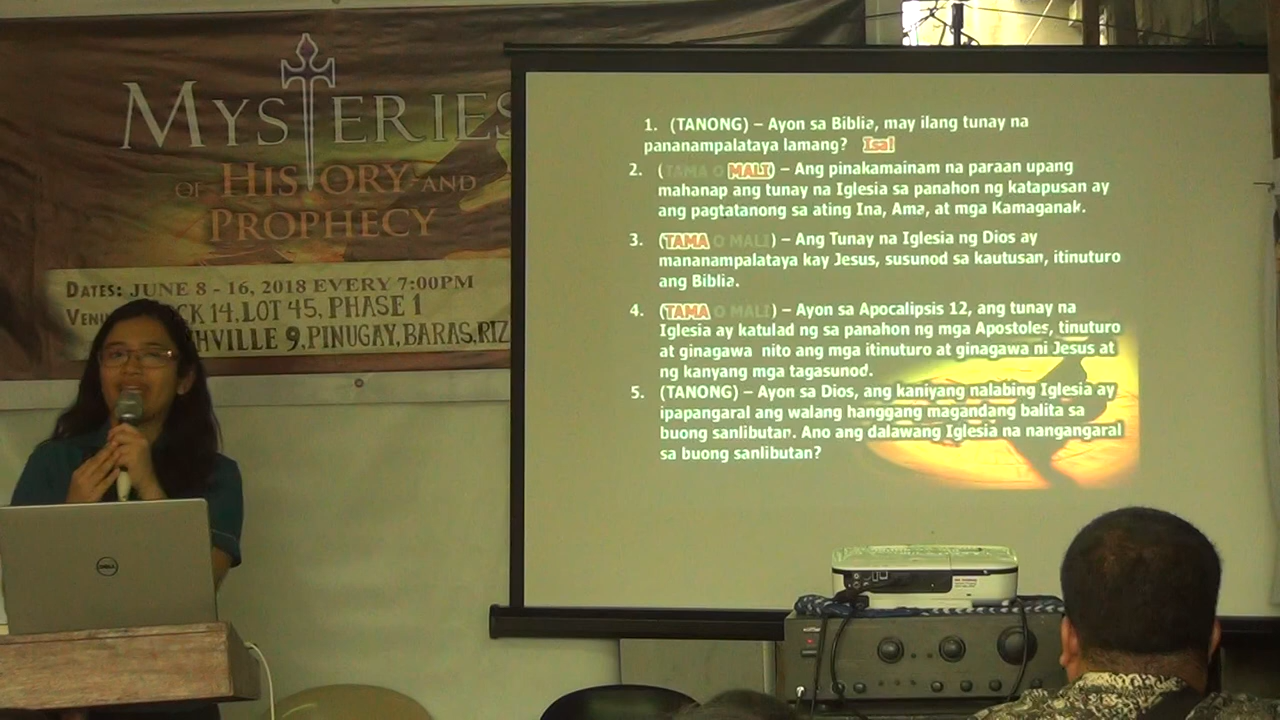 MYSTERIES
OF HISTORY AND
PROPHECY
DATES: JUNE 8 - 16, 2018 EVERY 7:00PM
14, LOT 45, PHASE 1
9, PINUGAY, BARAS, RIZ
DELL
1. (TANONG) – Ayon sa Biblia, may ilang tunay na
pananampalataya lamang? Isa!
2. (TAMA O MALI) – Ang pinakamainam na paraan upang
mahanap ang tunay na Iglesia sa panahon ng katapusan ay
ang pagtatanong sa ating Ina, Ama, at mga Kamaganak.
3. (TAMA O MALI) – Ang Tunay na Iglesia ng Dios ay
mananampalataya kay Jesus, susunod sa kautusan, itinuturo
ang Biblia.
4. (TAMA O MALI) – Ayon sa Apocalipsis 12, ang tunay na
Iglesia ay katulad ng sa panahon ng mga Apostoles, tinuturo
at ginagawa nito ang mga itinuturo at ginagawa ni Jesus at
ng kanyang mga tagasunod.
5. (TANONG) – Ayon sa Dios, ang kaniyang nalabing Iglesia ay
ipapangaral ang walang hanggang magandang balita sa
buong sanlibutan. Ano ang dalawang Iglesia na nangangaral
sa buong sanlibutan?